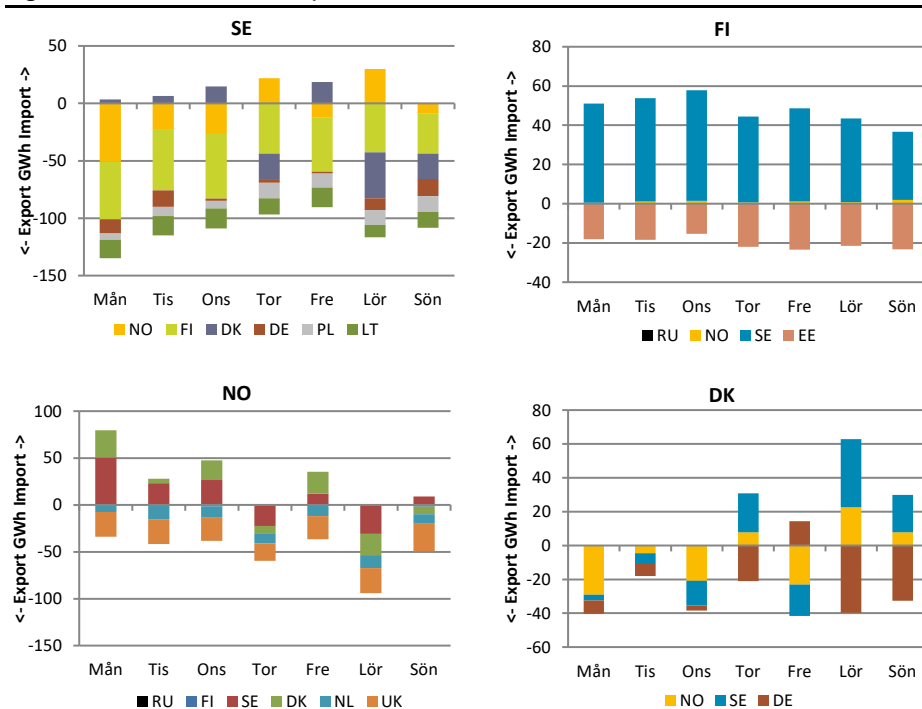 SE
50
0
-50
-100
-150
<- Export GWh Import ->
Mån Tis Ons Tor Fre Lör Sön
NO FI DK DE PL LT
FI
80
60
40
20
0
-20
-40
<- Export GWh Import ->
Mån Tis Ons Tor Fre Lör Sön
RU NO SE EE
NO
100
50
0
-50
-100
-150
<- Export GWh Import ->
Mån Tis Ons Tor Fre Lör Sön
RU FI SE DK NL UK
DK
80
60
40
20
0
-20
-40
-60
<- Export GWh Import ->
Mån Tis Ons Tor Fre Lör Sön
NO SE DE